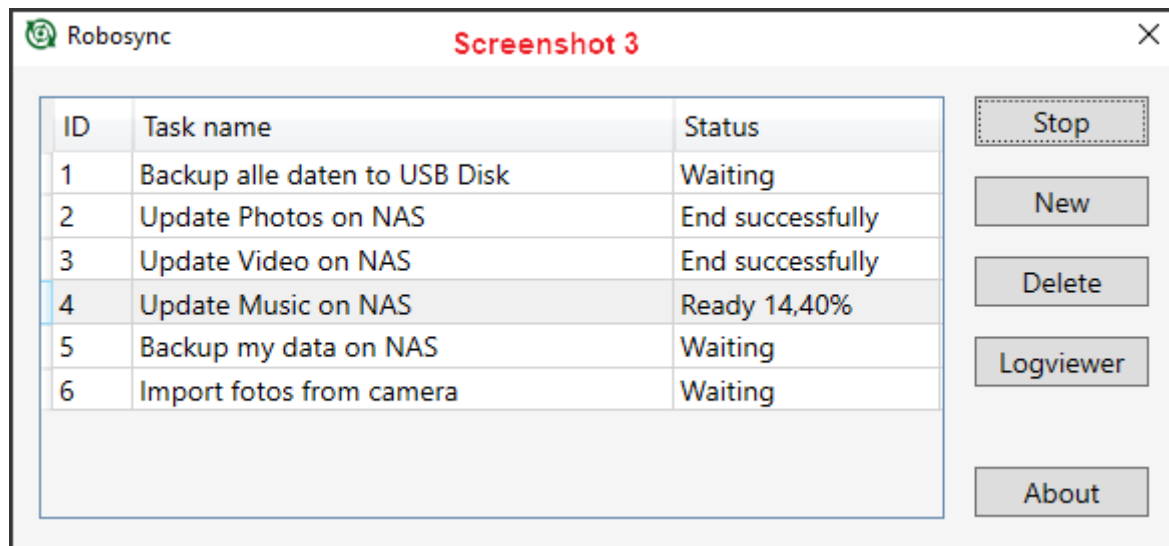 Robosync
Screenshot 3
ID Task name Status
1 Backup alle daten to USB Disk Waiting
2 Update Photos on NAS End successfully
3 Update Video on NAS End successfully
4 Update Music on NAS Ready 14,40%
5 Backup my data on NAS Waiting
6 Import fotos from camera Waiting
Stop
New
Delete
Logviewer
About